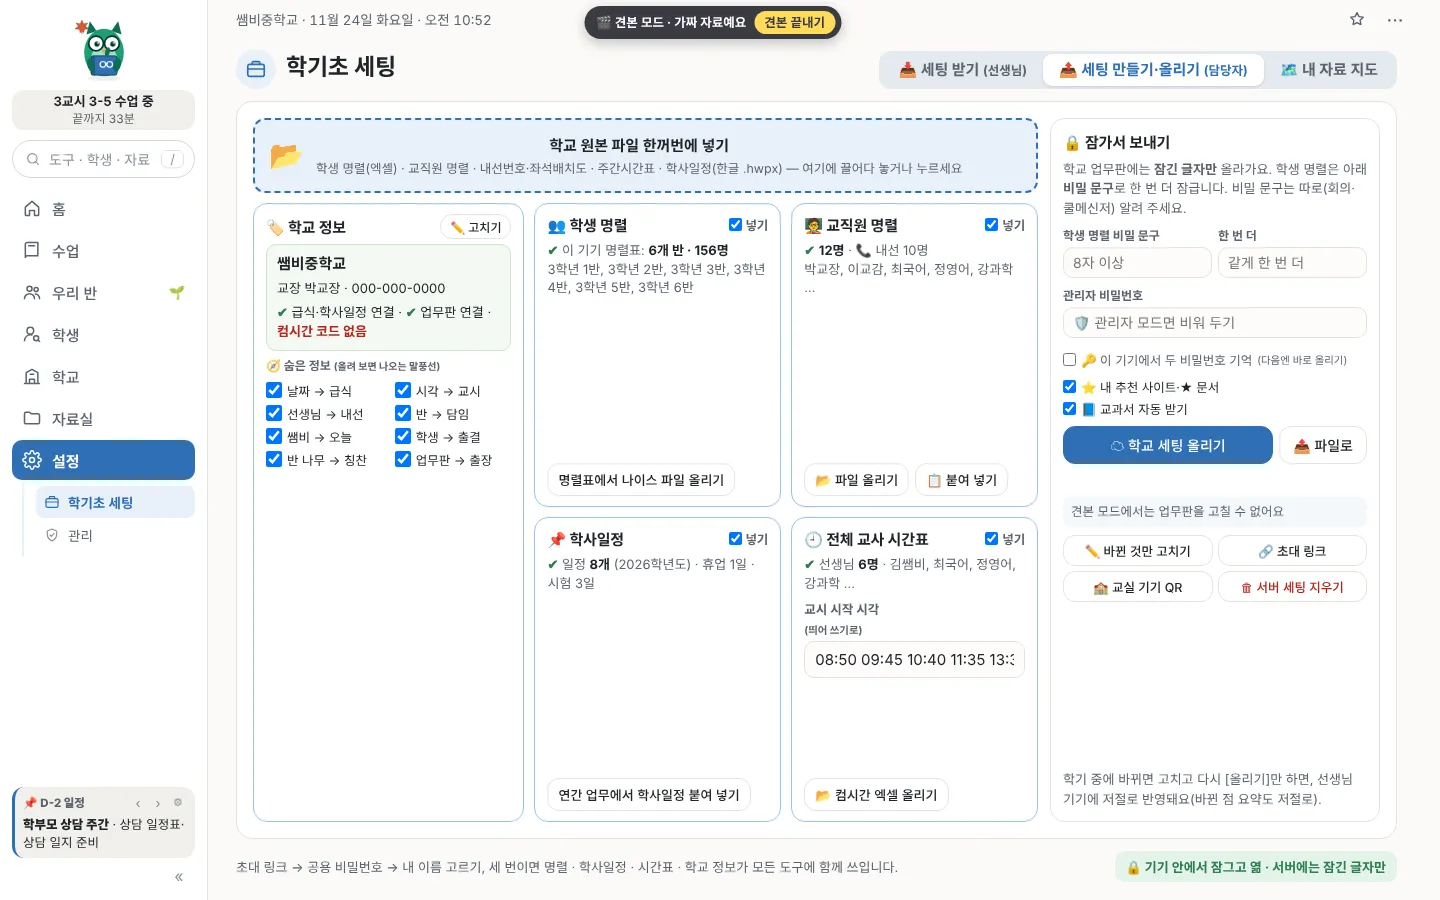 쌤비중학교 · 11월 24일 화요일 · 오전 10:52
🎬 견본 모드 · 가짜 자료예요 견본 끝내기
3교시 3-5 수업 중
끝까지 33분
도구 · 학생 · 자료 /
홈
수업
우리 반 🌱
학생
학교
자료실
설정
학기초 세팅
관리
📌 D-2 일정 ‹ › ⚙
학부모 상담 주간 · 상담 일정표·
상담 일지 준비
«
학기초 세팅
📥 세팅 받기 (선생님)
📤 세팅 만들기·올리기 (담당자)
🗺️ 내 자료 지도
학교 원본 파일 한꺼번에 넣기
학생 명렬(엑셀) · 교직원 명렬 · 내선번호·좌석배치도 · 주간시간표 · 학사일정(한글 .hwpx) — 여기에 끌어다 놓거나 누르세요
🏷️ 학교 정보 ✏️ 고치기
쌤비중학교
교장 박교장 · 000-000-0000
✔ 급식·학사일정 연결 · ✔ 업무판 연결 ·
컴시간 코드 없음
🧭 숨은 정보 (올려 보면 나오는 말풍선)
날짜 → 급식 시각 → 교시
선생님 → 내선 반 → 담임
쌤비 → 오늘 학생 → 출결
반 나무 → 칭찬 업무판 → 출장
👥 학생 명렬 넣기
✔ 이 기기 명렬표: 6개 반 · 156명
3학년 1반, 3학년 2반, 3학년 3반, 3학년
4반, 3학년 5반, 3학년 6반
명렬표에서 나이스 파일 올리기
🧑‍🏫 교직원 명렬 넣기
✔ 12명 · 📞 내선 10명
박교장, 이교감, 최국어, 정영어, 강과학
...
📂 파일 올리기 📋 붙여 넣기
📌 학사일정 넣기
✔ 일정 8개 (2026학년도) · 휴업 1일 ·
시험 3일
연간 업무에서 학사일정 붙여 넣기
🕘 전체 교사 시간표 넣기
✔ 선생님 6명 · 김쌤비, 최국어, 정영어,
강과학 ...
교시 시작 시각
(띄어 쓰기로)
08:50 09:45 10:40 11:35 13:3
📂 컴시간 엑셀 올리기
🔒 잠가서 보내기
학교 업무판에는 잠긴 글자만 올라가요. 학생 명렬은 아래
비밀 문구로 한 번 더 잠급니다. 비밀 문구는 따로(회의·
쿨메신저) 알려 주세요.
학생 명렬 비밀 문구 한 번 더
8자 이상 같게 한 번 더
관리자 비밀번호
🛡️ 관리자 모드면 비워 두기
🔑 이 기기에서 두 비밀번호 기억 (다음엔 바로 올리기)
⭐ 내 추천 사이트·★ 문서
📘 교과서 자동 받기
☁️ 학교 세팅 올리기 📤 파일로
견본 모드에서는 업무판을 고칠 수 없어요
✏️ 바뀐 것만 고치기 🔗 초대 링크
🏫 교실 기기 QR 🗑 서버 세팅 지우기
학기 중에 바뀌면 고치고 다시 [올리기]만 하면, 선생님
기기에 저절로 반영돼요(바뀐 점 요약도 저절로).
초대 링크 → 공용 비밀번호 → 내 이름 고르기, 세 번이면 명렬 · 학사일정 · 시간표 · 학교 정보가 모든 도구에 함께 쓰입니다.
🔒 기기 안에서 잠그고 엶 · 서버에는 잠긴 글자만